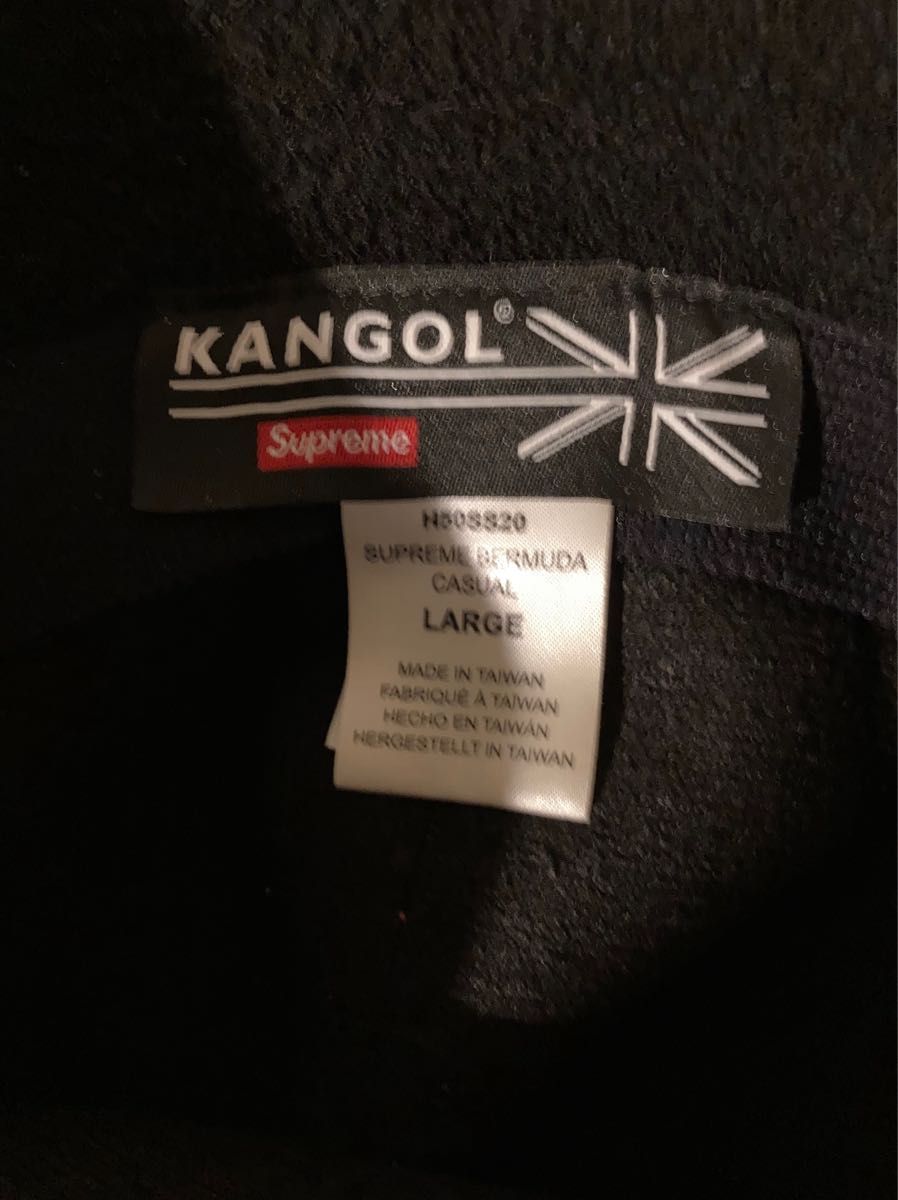 KANGOL®
Supreme
H50SS20
SUPREME BERMUDA
CASUAL
LARGE
MADE IN TAIWAN
FABRIQUÉ À TAIWAN
HECHO EN TAIWÁN
HERGESTELLT IN TAIWAN